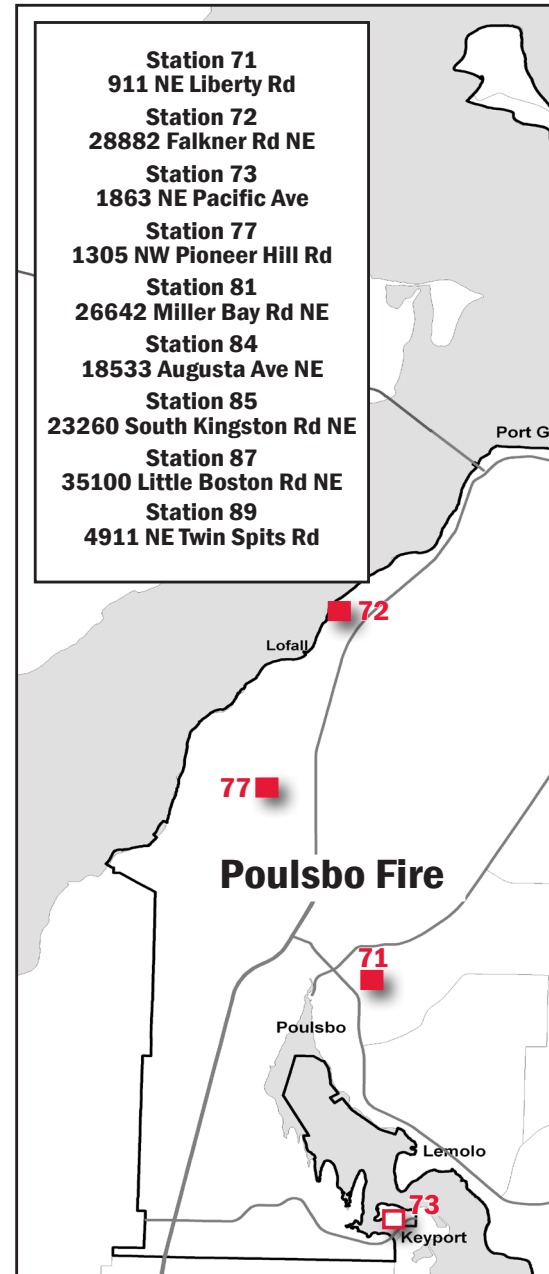 Station 71
911 NE Liberty Rd
Station 72
28882 Falkner Rd NE
Station 73
1863 NE Pacific Ave
Station 77
1305 NW Pioneer Hill Rd
Station 81
26642 Miller Bay Rd NE
Station 84
18533 Augusta Ave NE
Station 85
23260 South Kingston Rd NE
Station 87
35100 Little Boston Rd NE
Station 89
4911 NE Twin Spits Rd
Port G
72
Lofall
77
Poulsbo Fire
71
Poulsbo
Lemolo
73
Keyport